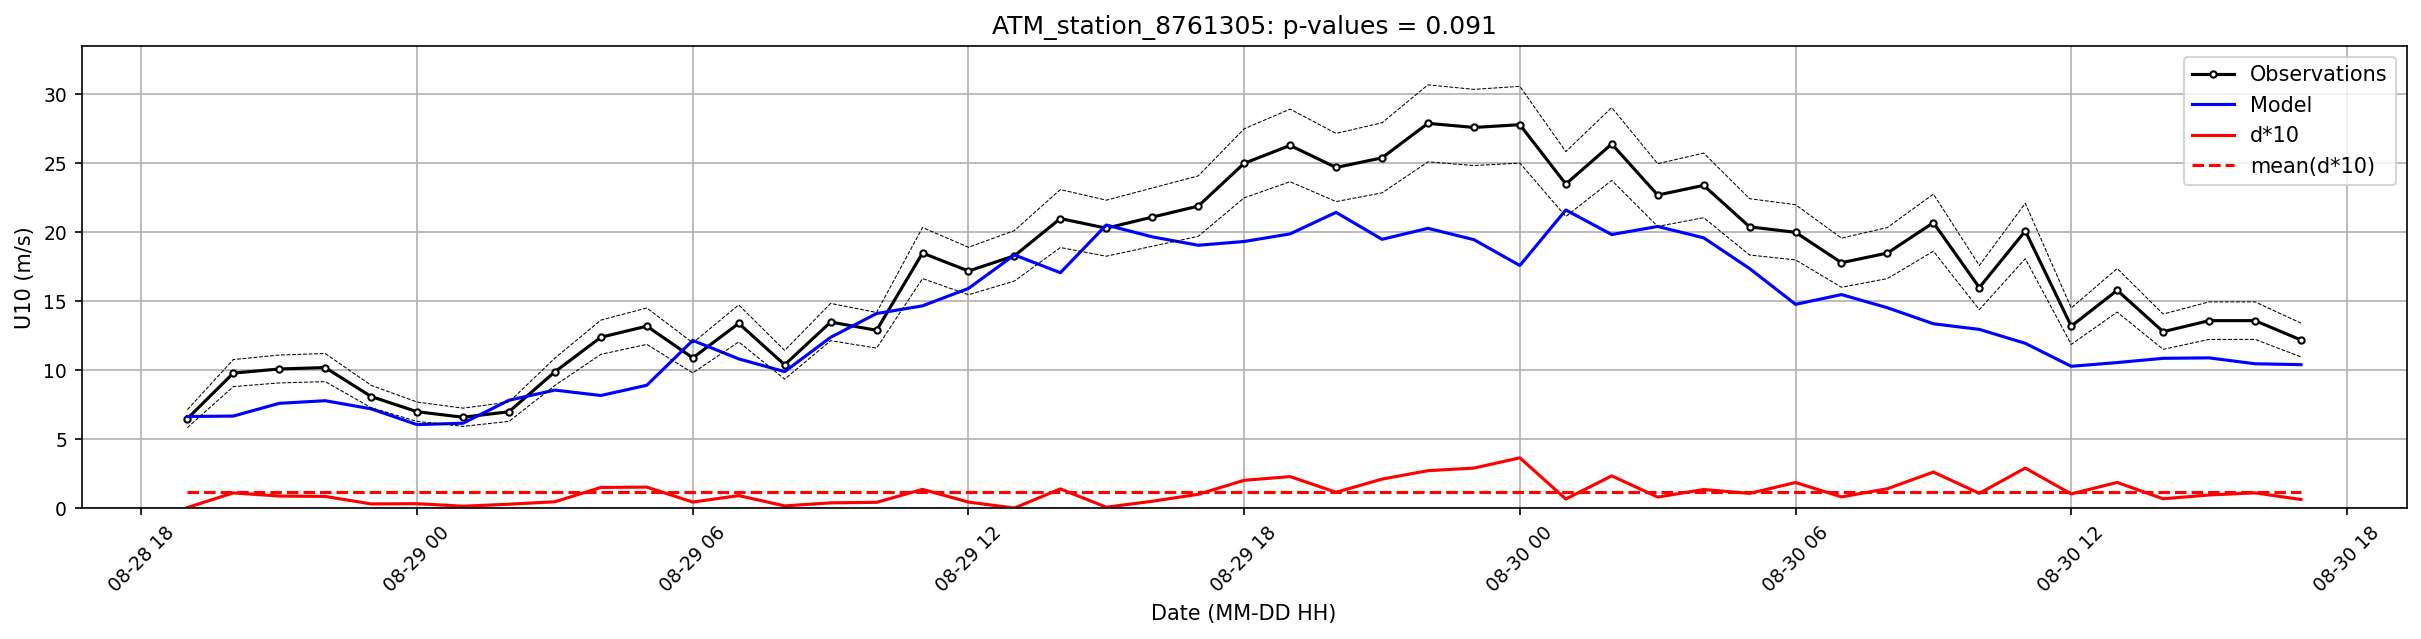 ATM_station_8761305: p-values = 0.091
Observations
Model
d*10
mean(d*10)
U10 (m/s)
30
25
20
15
10
5
0
08-28 18
08-29 00
08-29 06
08-29 12
08-29 18
08-30 00
08-30 06
08-30 12
08-30 18
Date (MM-DD HH)